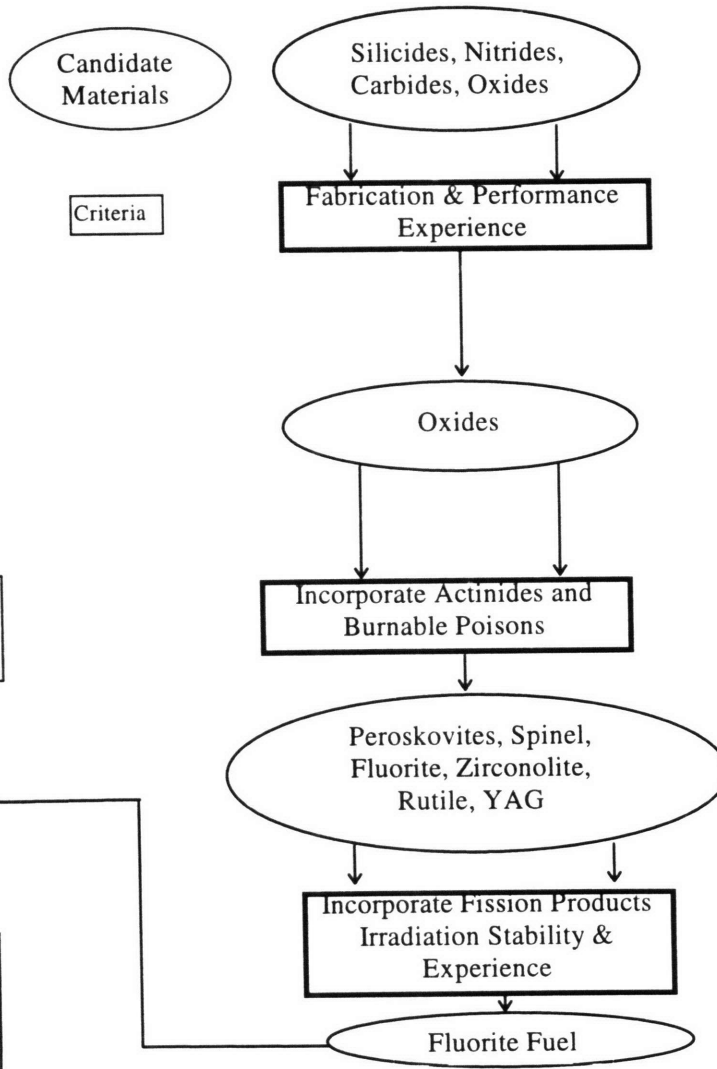 Candidate
Materials
Silicides, Nitrides,
Carbides, Oxides
Criteria
Fabrication & Performance
Experience
Oxides
Incorporate Actinides and
Burnable Poisons
Peroskovites, Spinel,
Fluorite, Zirconolite,
Rutile, YAG
Incorporate Fission Products
Irradiation Stability &
Experience
Fluorite Fuel